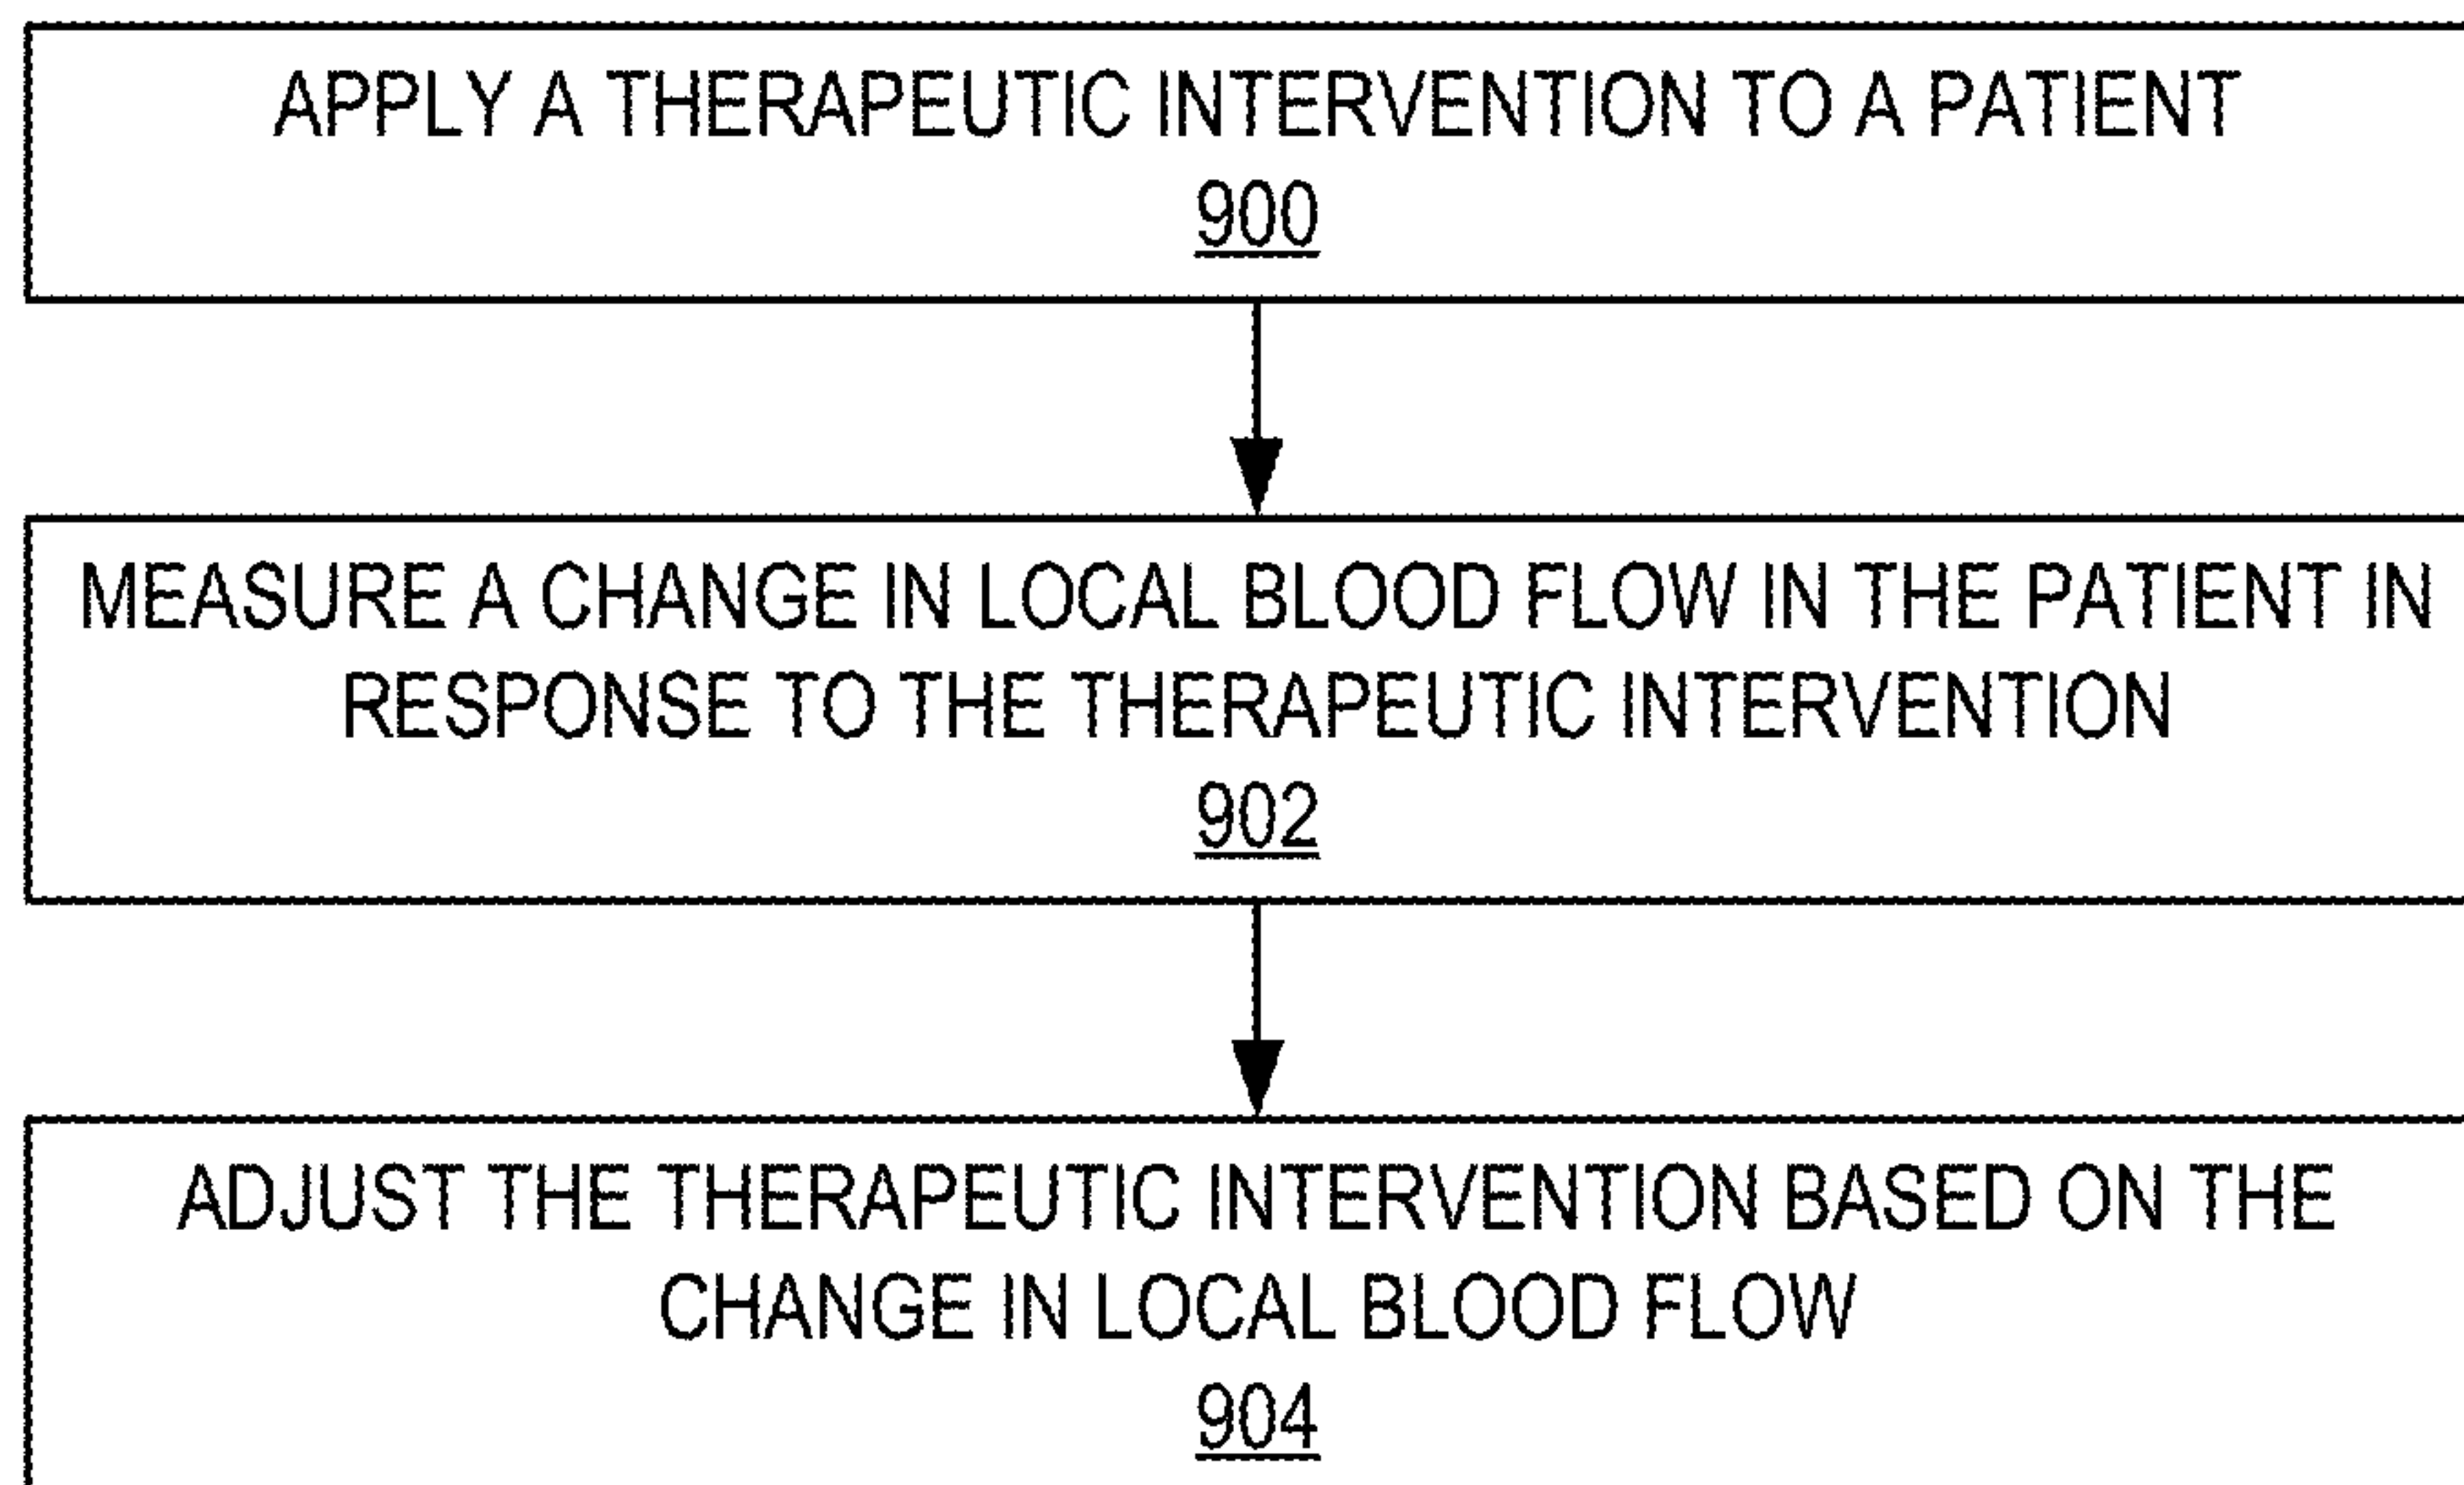 APPLY A THERAPEUTIC INTERVENTION TO A PATIENT
900
MEASURE A CHANGE IN LOCAL BLOOD FLOW IN THE PATIENT IN
RESPONSE TO THE THERAPEUTIC INTERVENTION
902
ADJUST THE THERAPEUTIC INTERVENTION BASED ON THE
CHANGE IN LOCAL BLOOD FLOW
904